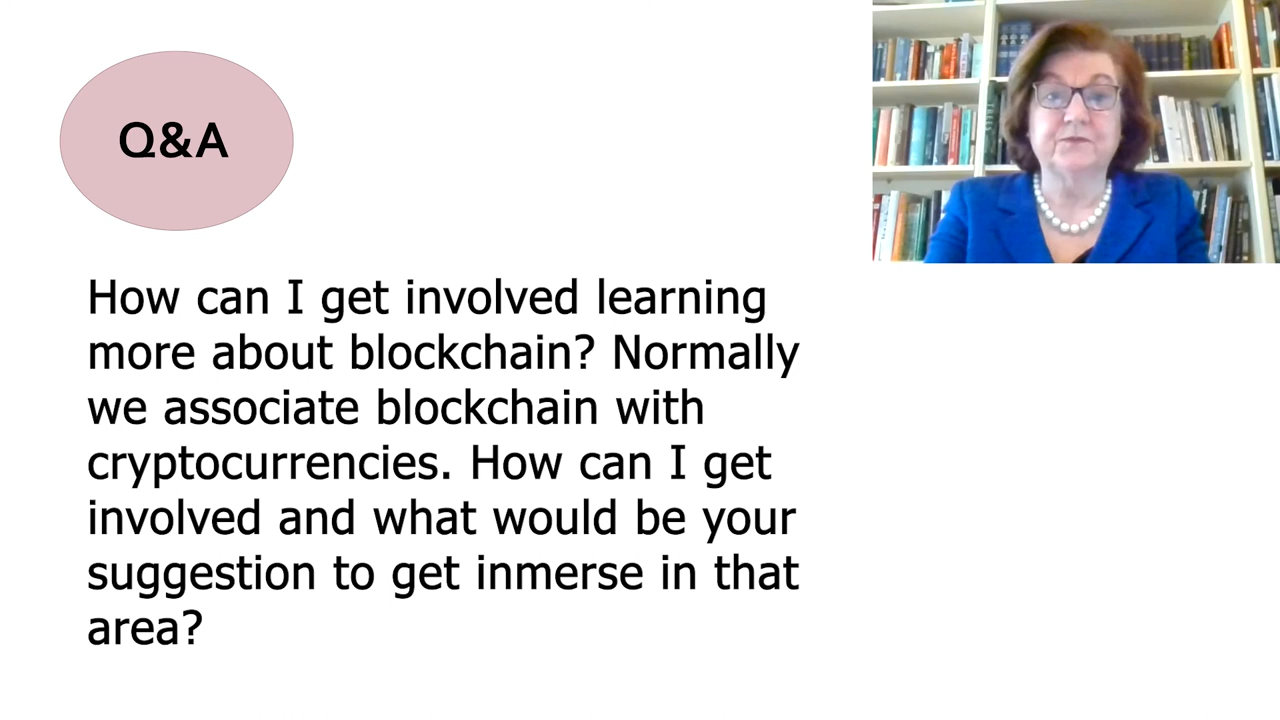 Q&A
How can I get involved learning
more about blockchain? Normally
we associate blockchain with
cryptocurrencies. How can I get
involved and what would be your
suggestion to get inmerse in that
area?